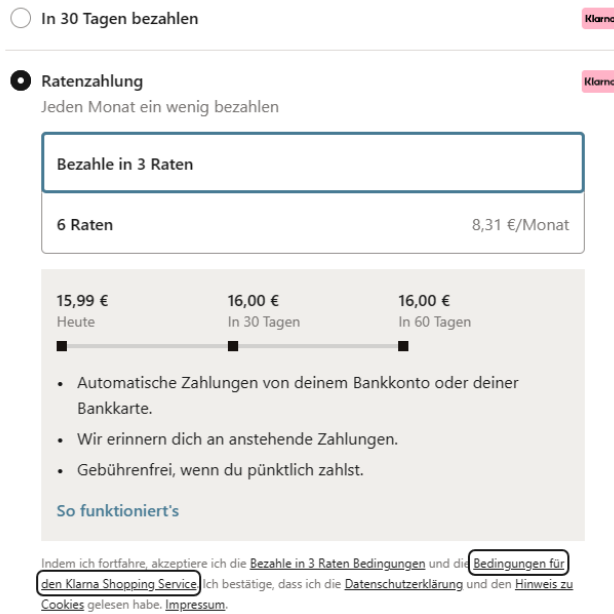 In 30 Tagen bezahlen
Klarna
Ratenzahlung
Klarna
Jeden Monat ein wenig bezahlen
Bezahle in 3 Raten
6 Raten 8,31 €/Monat
15,99 € 16,00 € 16,00 €
Heute In 30 Tagen In 60 Tagen
• Automatische Zahlungen von deinem Bankkonto oder deiner
Bankkarte.
• Wir erinnern dich an anstehende Zahlungen.
• Gebührenfrei, wenn du pünktlich zahlst.
So funktioniert's
Indem ich fortfahre, akzeptiere ich die Bezahle in 3 Raten Bedingungen und die Bedingungen für
den Klarna Shopping Service. Ich bestätige, dass ich die Datenschutzerklärung und den Hinweis zu
Cookies gelesen habe. Impressum.